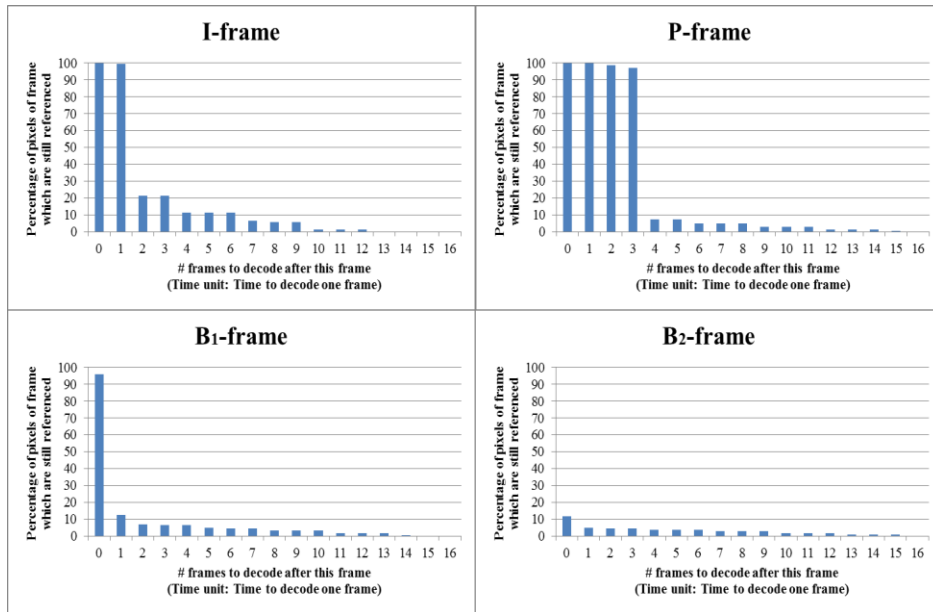 I-frame
Percentage of pixels of frame
which are still referenced
100
90
80
70
60
50
40
30
20
10
0
0 1 2 3 4 5 6 7 8 9 10 11 12 13 14 15 16
# frames to decode after this frame
(Time unit: Time to decode one frame)
P-frame
Percentage of pixels of frame
which are still referenced
100
90
80
70
60
50
40
30
20
10
0
0 1 2 3 4 5 6 7 8 9 10 11 12 13 14 15 16
# frames to decode after this frame
(Time unit: Time to decode one frame)
B1-frame
Percentage of pixels of frame
which are still referenced
100
90
80
70
60
50
40
30
20
10
0
0 1 2 3 4 5 6 7 8 9 10 11 12 13 14 15 16
# frames to decode after this frame
(Time unit: Time to decode one frame)
B2-frame
Percentage of pixels of frame
which are still referenced
100
90
80
70
60
50
40
30
20
10
0
0 1 2 3 4 5 6 7 8 9 10 11 12 13 14 15 16
# frames to decode after this frame
(Time unit: Time to decode one frame)